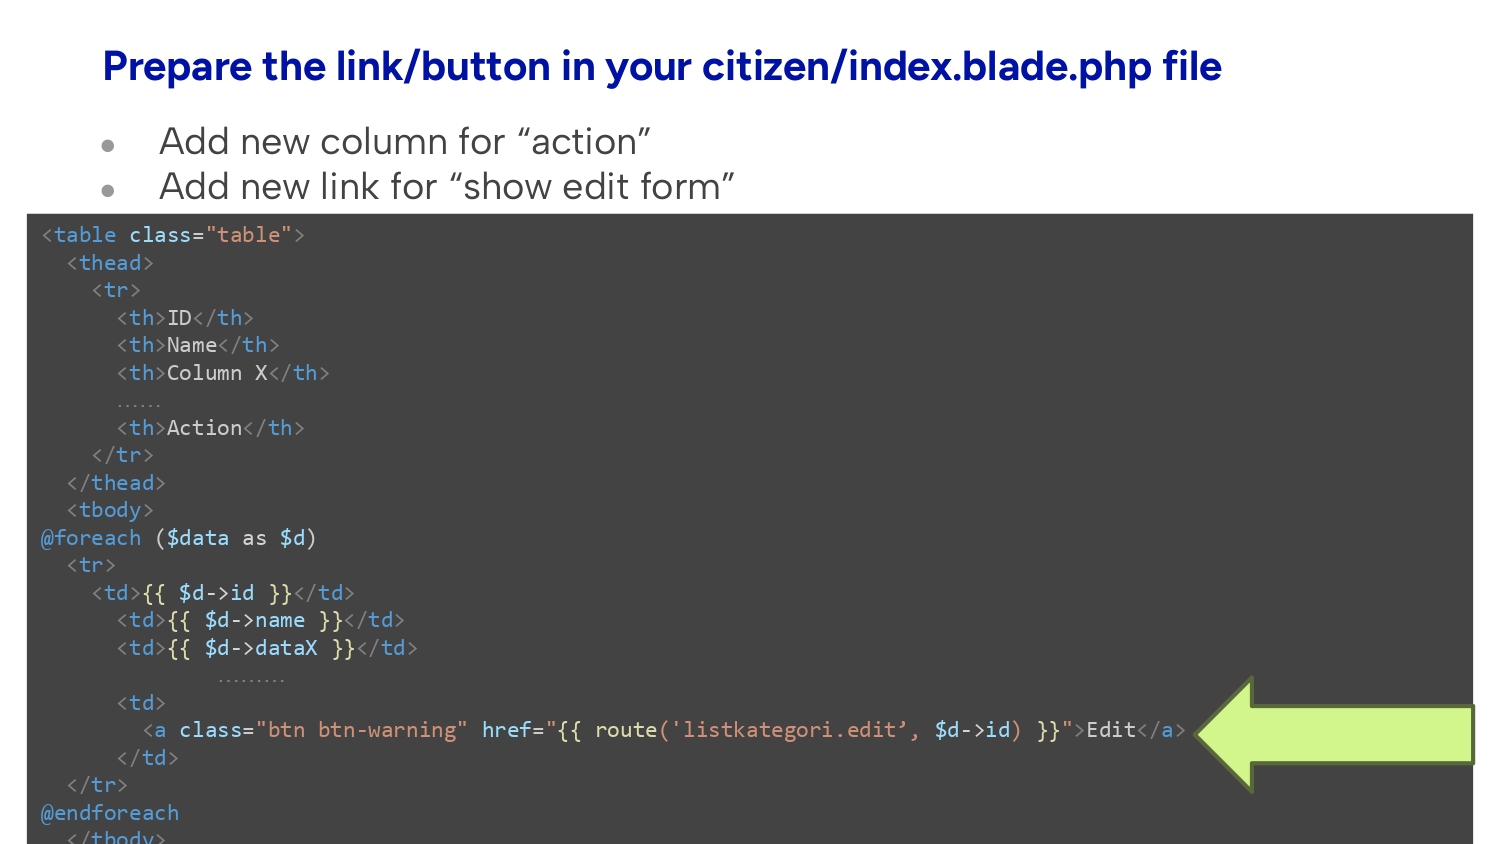 Prepare the link/button in your citizen/index.blade.php file
● Add new column for “action”
● Add new link for “show edit form”
<table class="table">
  <thead>
    <tr>
      <th>ID</th>
      <th>Name</th>
      <th>Column X</th>
      ......
      <th>Action</th>
    </tr>
  </thead>
  <tbody>
@foreach ($data as $d)
  <tr>
    <td>{{ $d->id }}</td>
      <td>{{ $d->name }}</td>
      <td>{{ $d->dataX }}</td>
              .........
      <td>
        <a class="btn btn-warning" href="{{ route('listkategori.edit’, $d->id) }}">Edit</a>
      </td>
  </tr>
@endforeach
  </tbody>